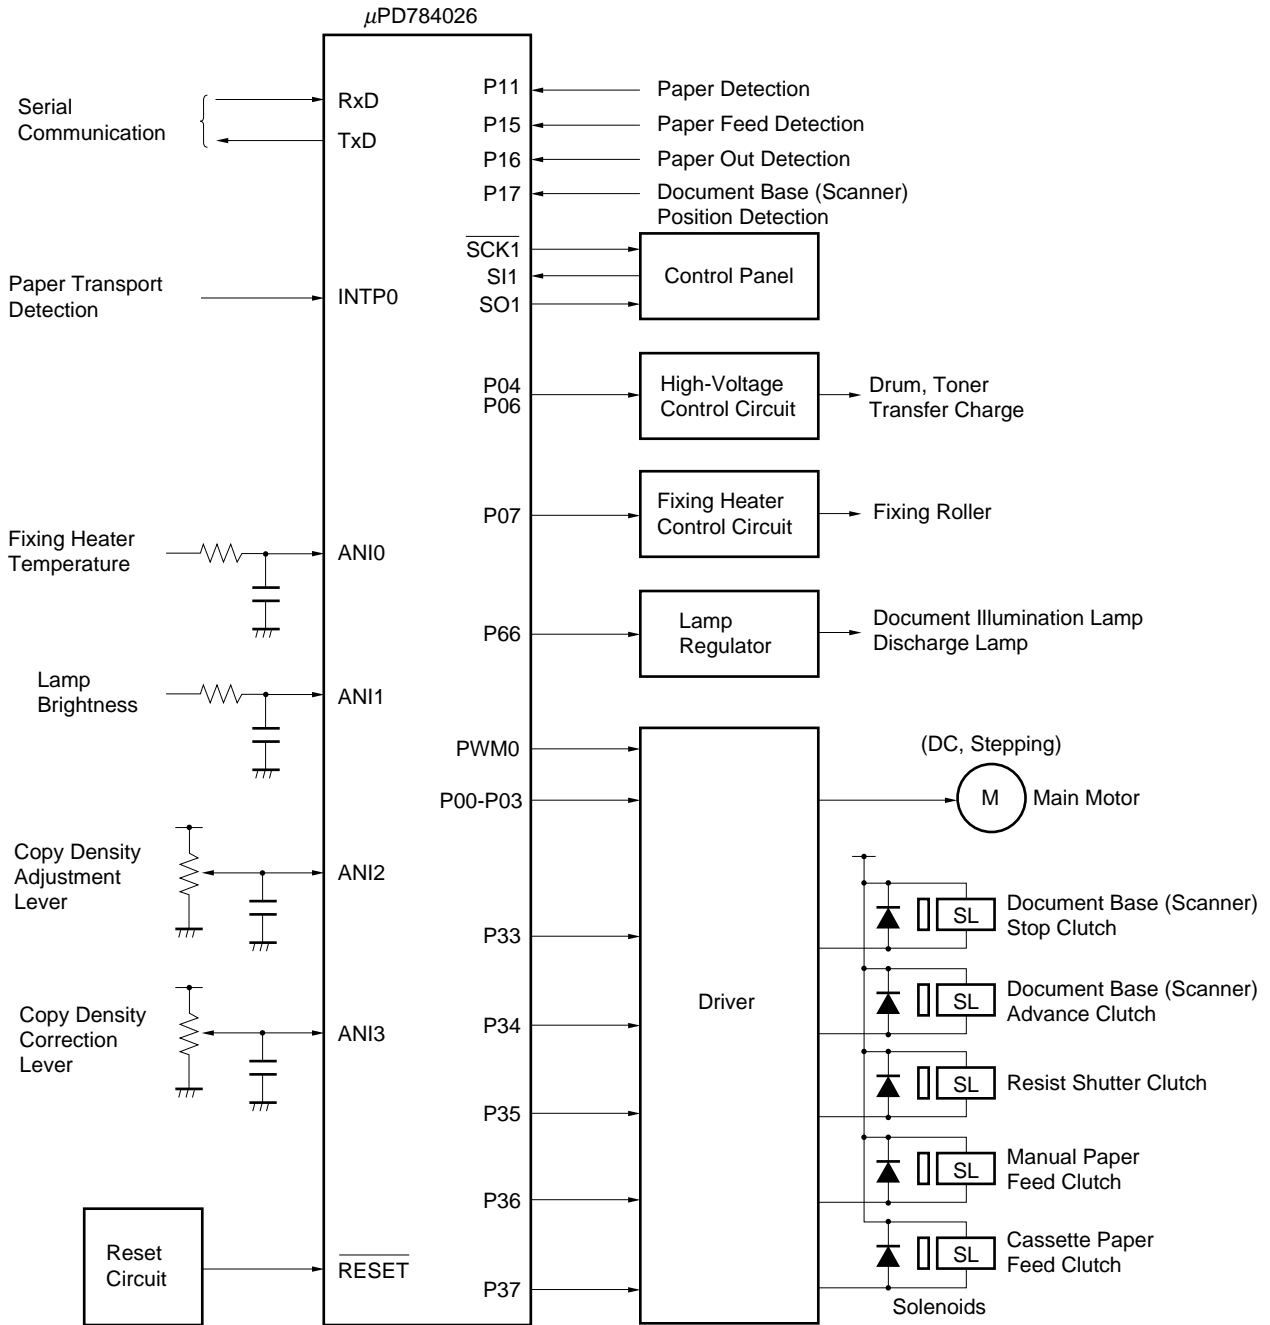 μPD784026
Serial
Communication
RxD
TxD
Paper Transport
Detection
INTP0
Fixing Heater
Temperature
ANI0
Lamp
Brightness
ANI1
Copy Density
Adjustment
Lever
ANI2
Copy Density
Correction
Lever
ANI3
Reset
Circuit
RESET
P11
Paper Detection
P15
Paper Feed Detection
P16
Paper Out Detection
P17
Document Base (Scanner)
Position Detection
SCK1
SI1
SO1
Control Panel
P04
P06
High-Voltage
Control Circuit
Drum, Toner
Transfer Charge
P07
Fixing Heater
Control Circuit
Fixing Roller
P66
Lamp
Regulator
Document Illumination Lamp
Discharge Lamp
PWM0
P00-P03
P33
P34
P35
P36
P37
Driver
(DC, Stepping)
M
Main Motor
SL
Document Base (Scanner)
Stop Clutch
SL
Document Base (Scanner)
Advance Clutch
SL
Resist Shutter Clutch
SL
Manual Paper
Feed Clutch
SL
Cassette Paper
Feed Clutch
Solenoids